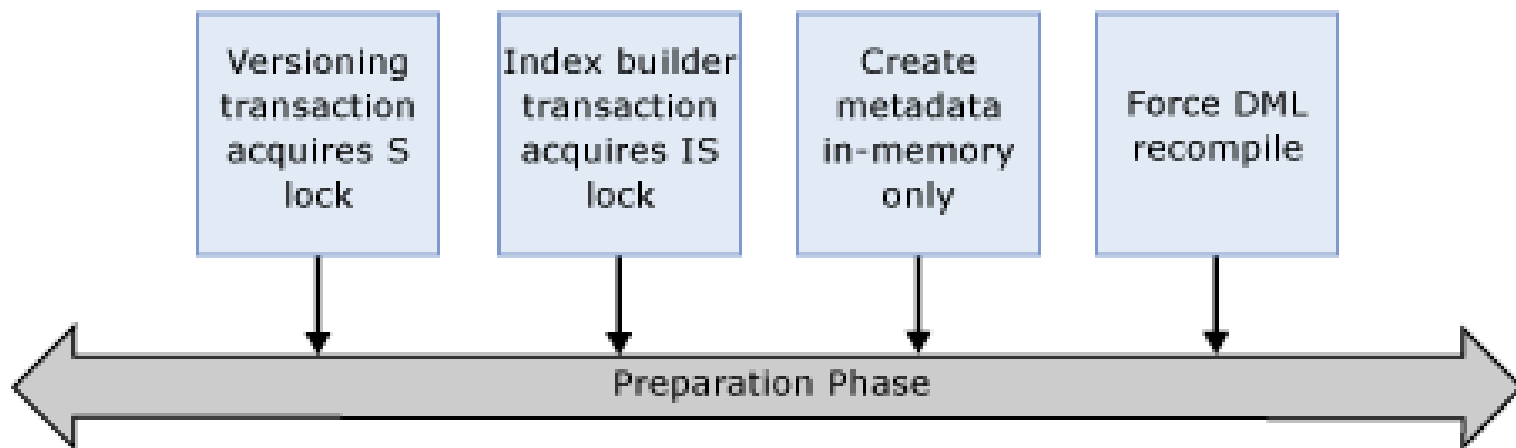 Versioning
transaction
acquires S
lock
Index builder
transaction
acquires IS
lock
Create
metadata
in-memory
only
Force DML
recompile
Preparation Phase